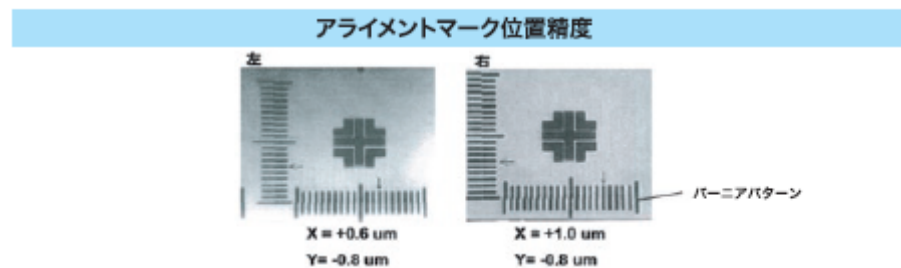 アライメントマーク位置精度
左
右
バーニアパターン
X = +0.6 um
Y= -0.8 um
X = +1.0 um
Y= -0.8 um